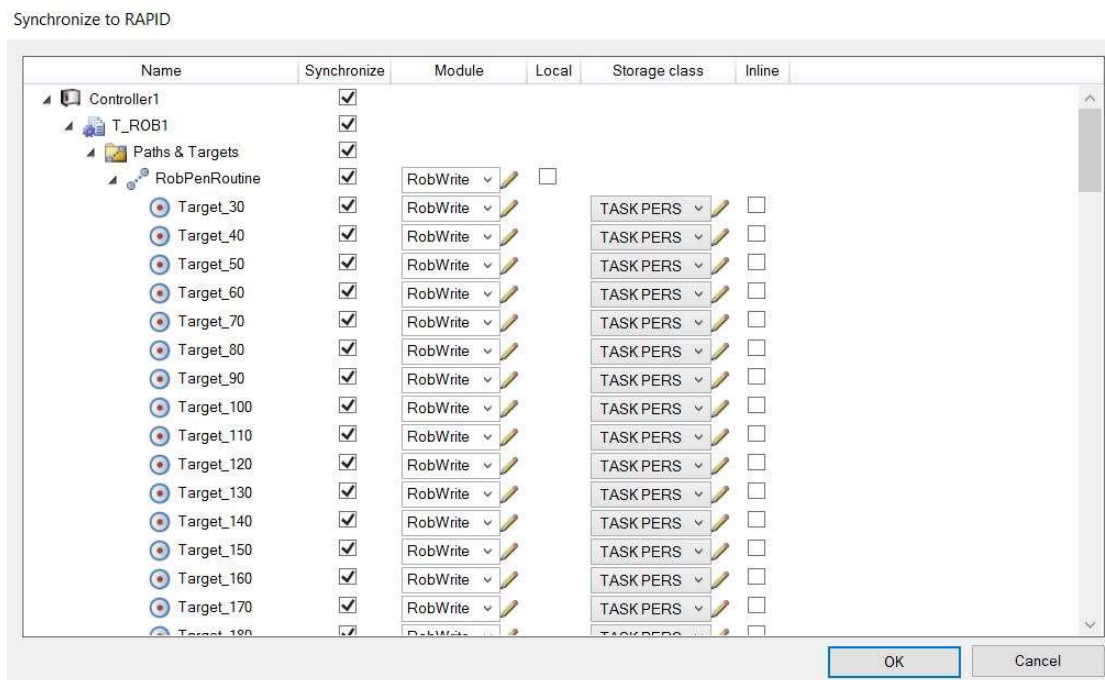 Synchronize to RAPID
Name Synchronize Module Local Storage class Inline
Controller1
T_ROB1
Paths & Targets
RobPenRoutine RobWrite
Target_30 RobWrite TASK PERS
Target_40 RobWrite TASK PERS
Target_50 RobWrite TASK PERS
Target_60 RobWrite TASK PERS
Target_70 RobWrite TASK PERS
Target_80 RobWrite TASK PERS
Target_90 RobWrite TASK PERS
Target_100 RobWrite TASK PERS
Target_110 RobWrite TASK PERS
Target_120 RobWrite TASK PERS
Target_130 RobWrite TASK PERS
Target_140 RobWrite TASK PERS
Target_150 RobWrite TASK PERS
Target_160 RobWrite TASK PERS
Target_170 RobWrite TASK PERS
Target_180 RobWrite TASK PERS
OK Cancel